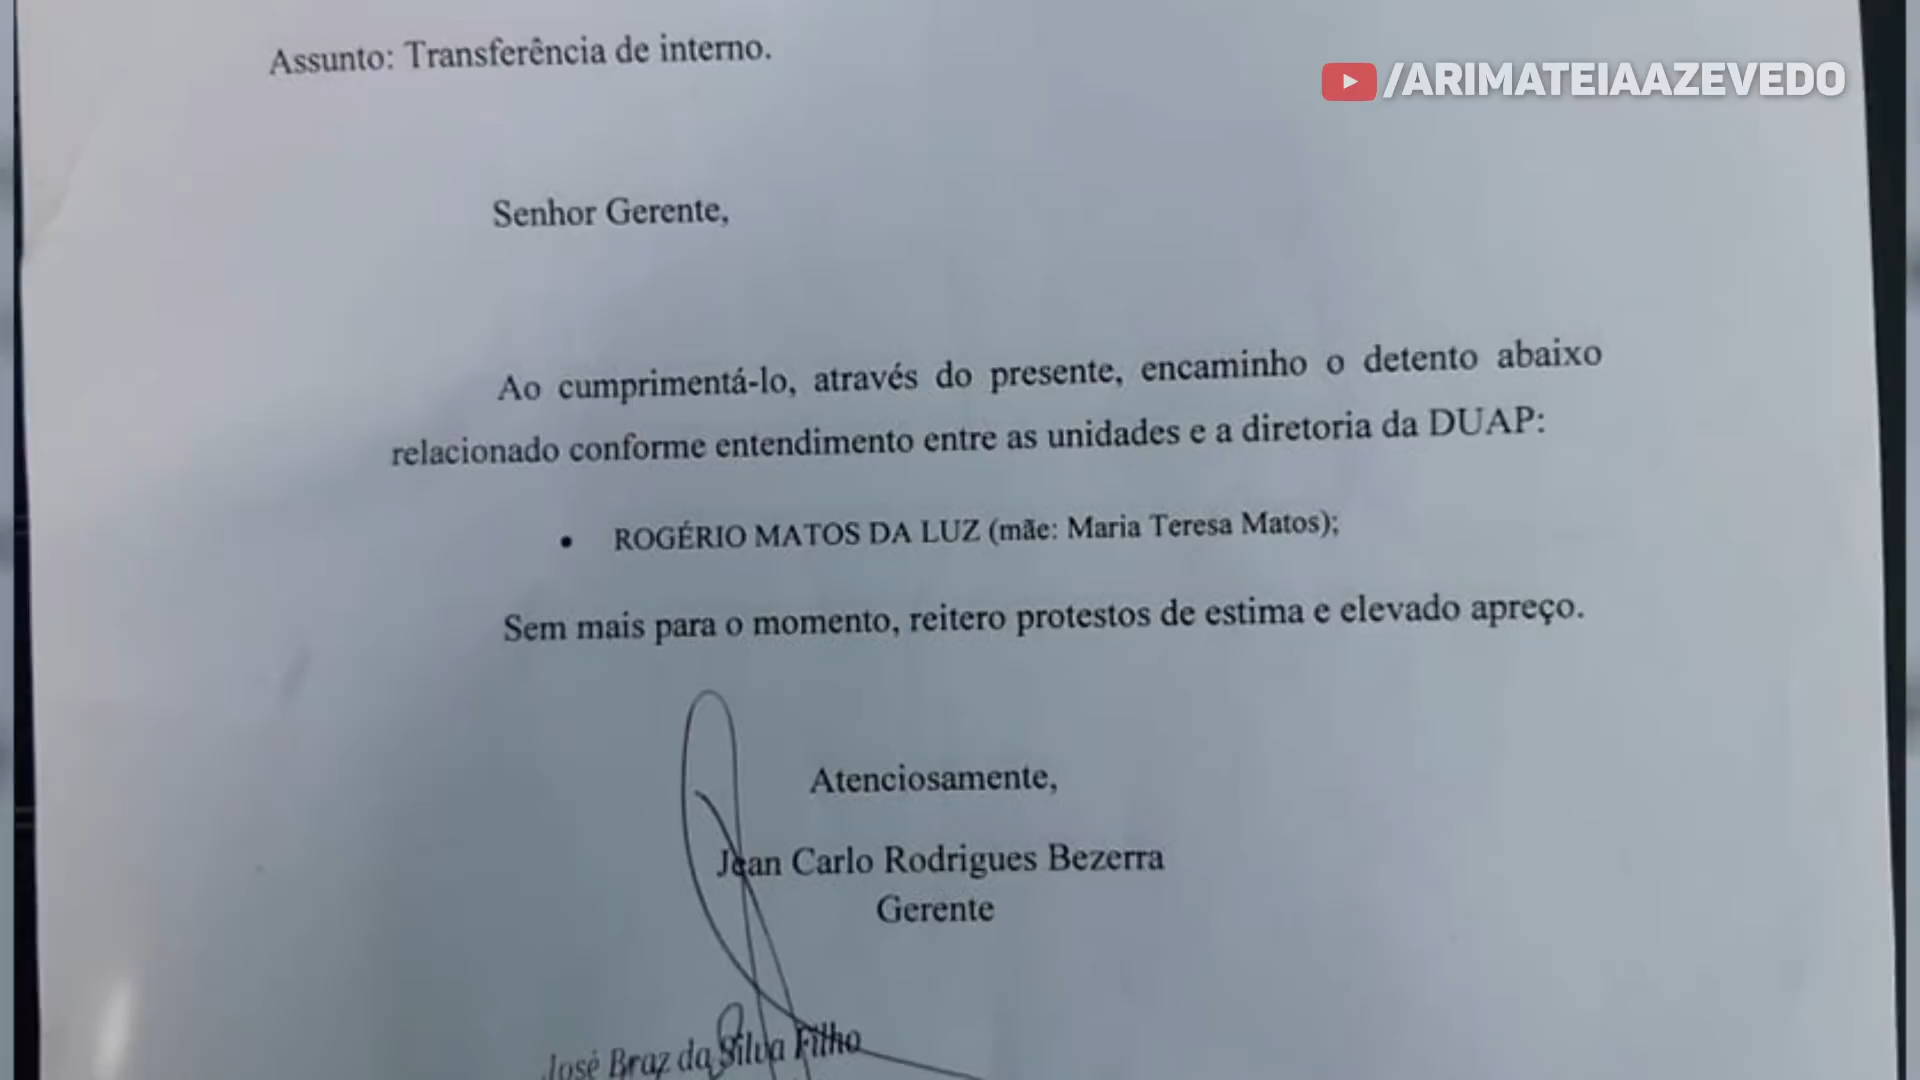 Assunto: Transferência de interno.
/ARIMATEIAAZEVEDO
Senhor Gerente,
Ao cumprimentá-lo, através do presente, encaminho o detento abaixo
relacionado conforme entendimento entre as unidades e a diretoria da DUAP:
• ROGÉRIO MATOS DA LUZ (mãe: Maria Teresa Matos);
Sem mais para o momento, reitero protestos de estima e elevado apreço.
Atenciosamente,
Jean Carlo Rodrigues Bezerra
Gerente
José Braz da Silva Filho